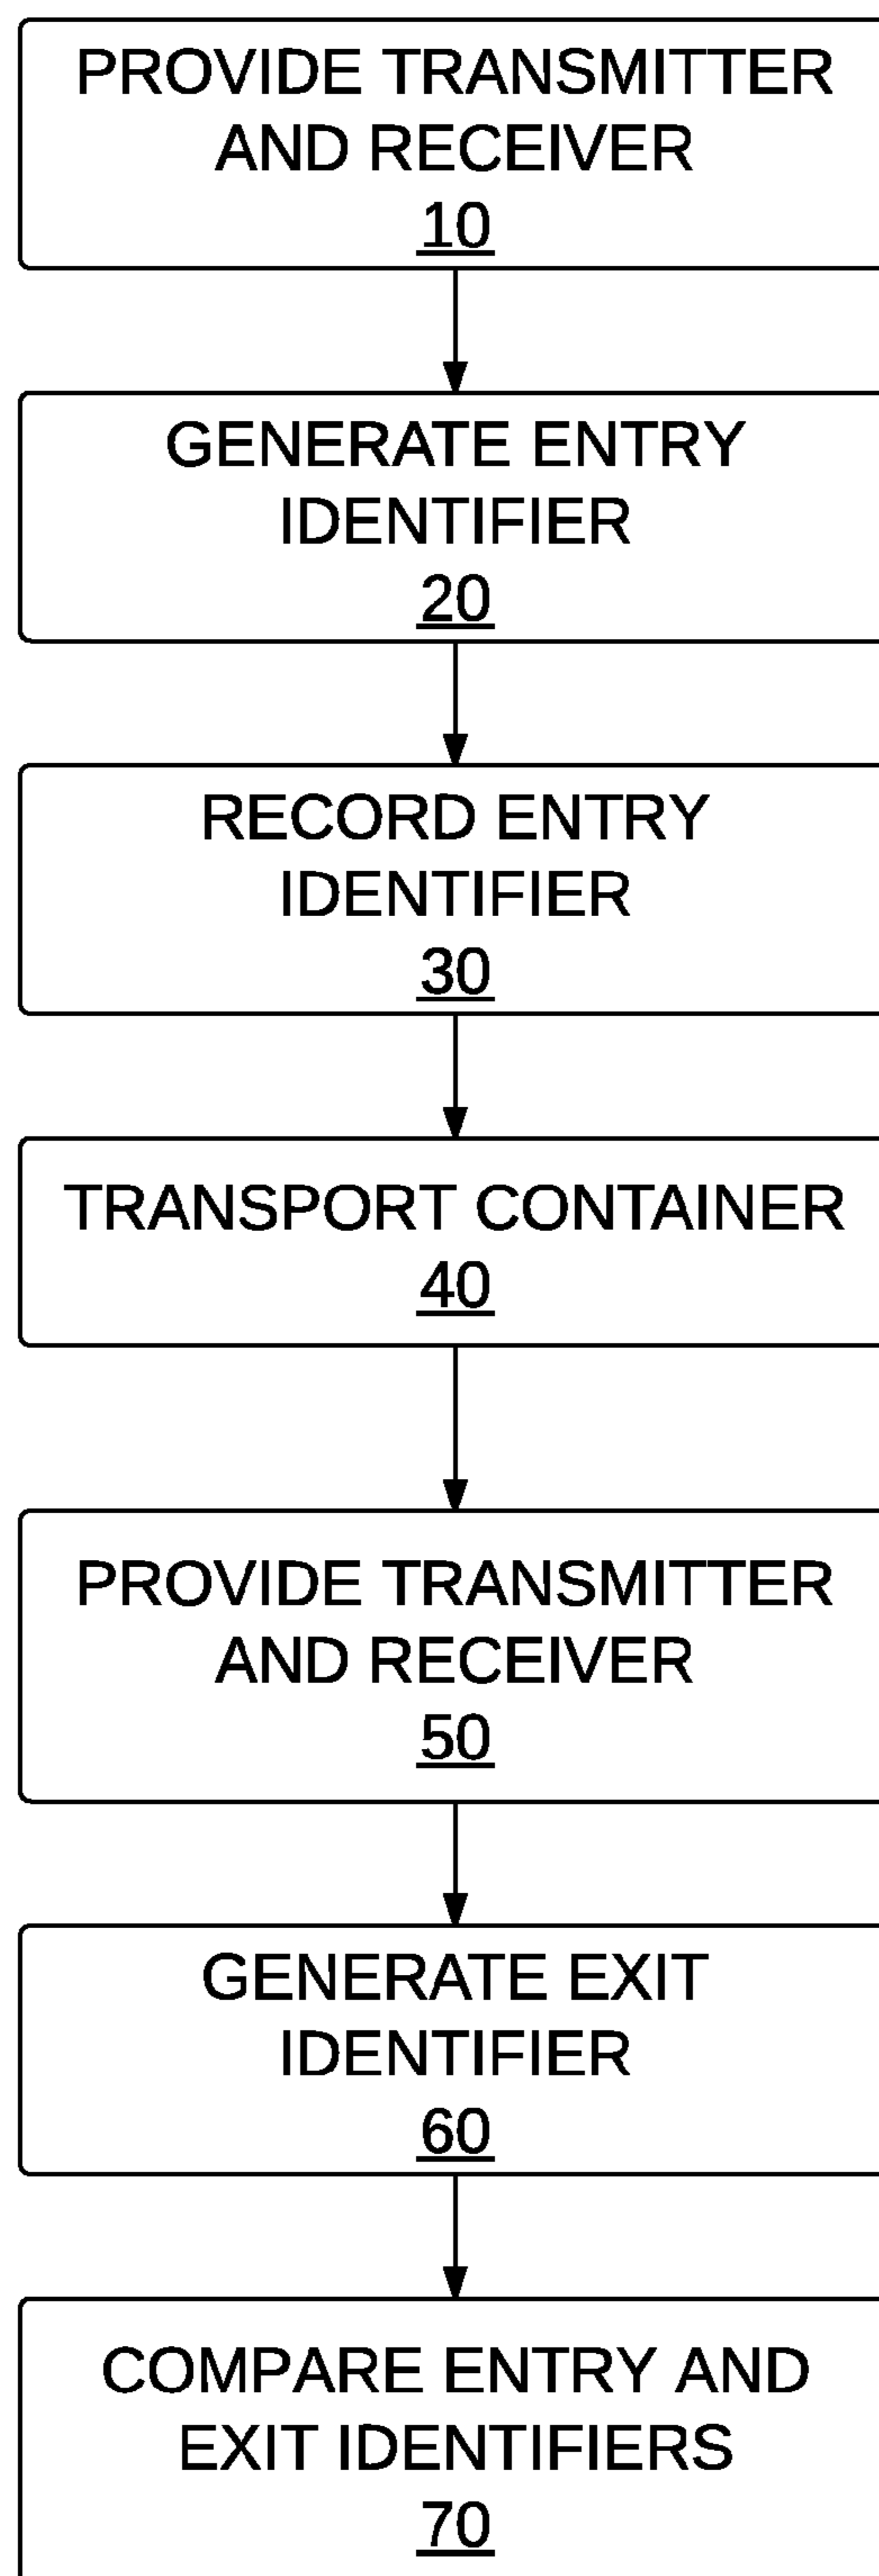 PROVIDE TRANSMITTER
AND RECEIVER
10
GENERATE ENTRY
IDENTIFIER
20
RECORD ENTRY
IDENTIFIER
30
TRANSPORT CONTAINER
40
PROVIDE TRANSMITTER
AND RECEIVER
50
GENERATE EXIT
IDENTIFIER
60
COMPARE ENTRY AND
EXIT IDENTIFIERS
70